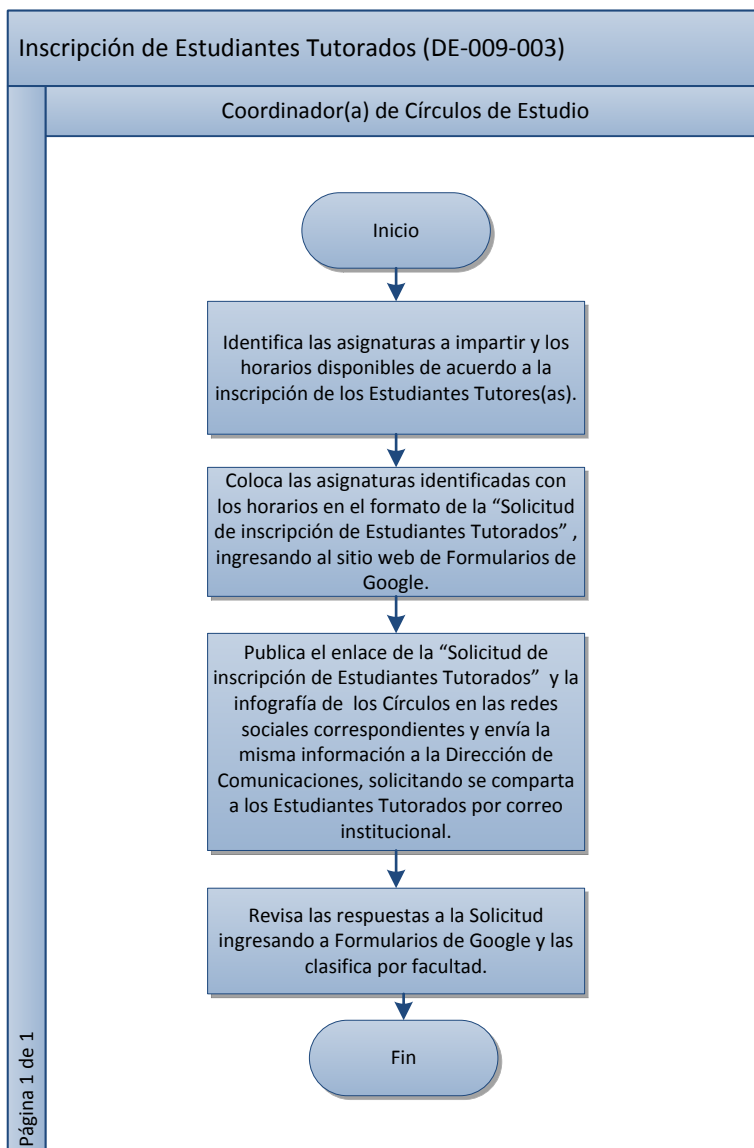 Inscripción de Estudiantes Tutorados (DE-009-003)
Coordinador(a) de Círculos de Estudio
Inicio
Identifica las asignaturas a impartir y los
horarios disponibles de acuerdo a la
inscripción de los Estudiantes Tutores(as).
Coloca las asignaturas identificadas con
los horarios en el formato de la “Solicitud
de inscripción de Estudiantes Tutorados” ,
ingresando al sitio web de Formularios de
Google.
Publica el enlace de la “Solicitud de
inscripción de Estudiantes Tutorados”  y la
infografía de  los Círculos en las redes
sociales correspondientes y envía la
misma información a la Dirección de
Comunicaciones, solicitando se comparta
a los Estudiantes Tutorados por correo
institucional.
Revisa las respuestas a la Solicitud
ingresando a Formularios de Google y las
clasifica por facultad.
Fin
Página 1 de 1